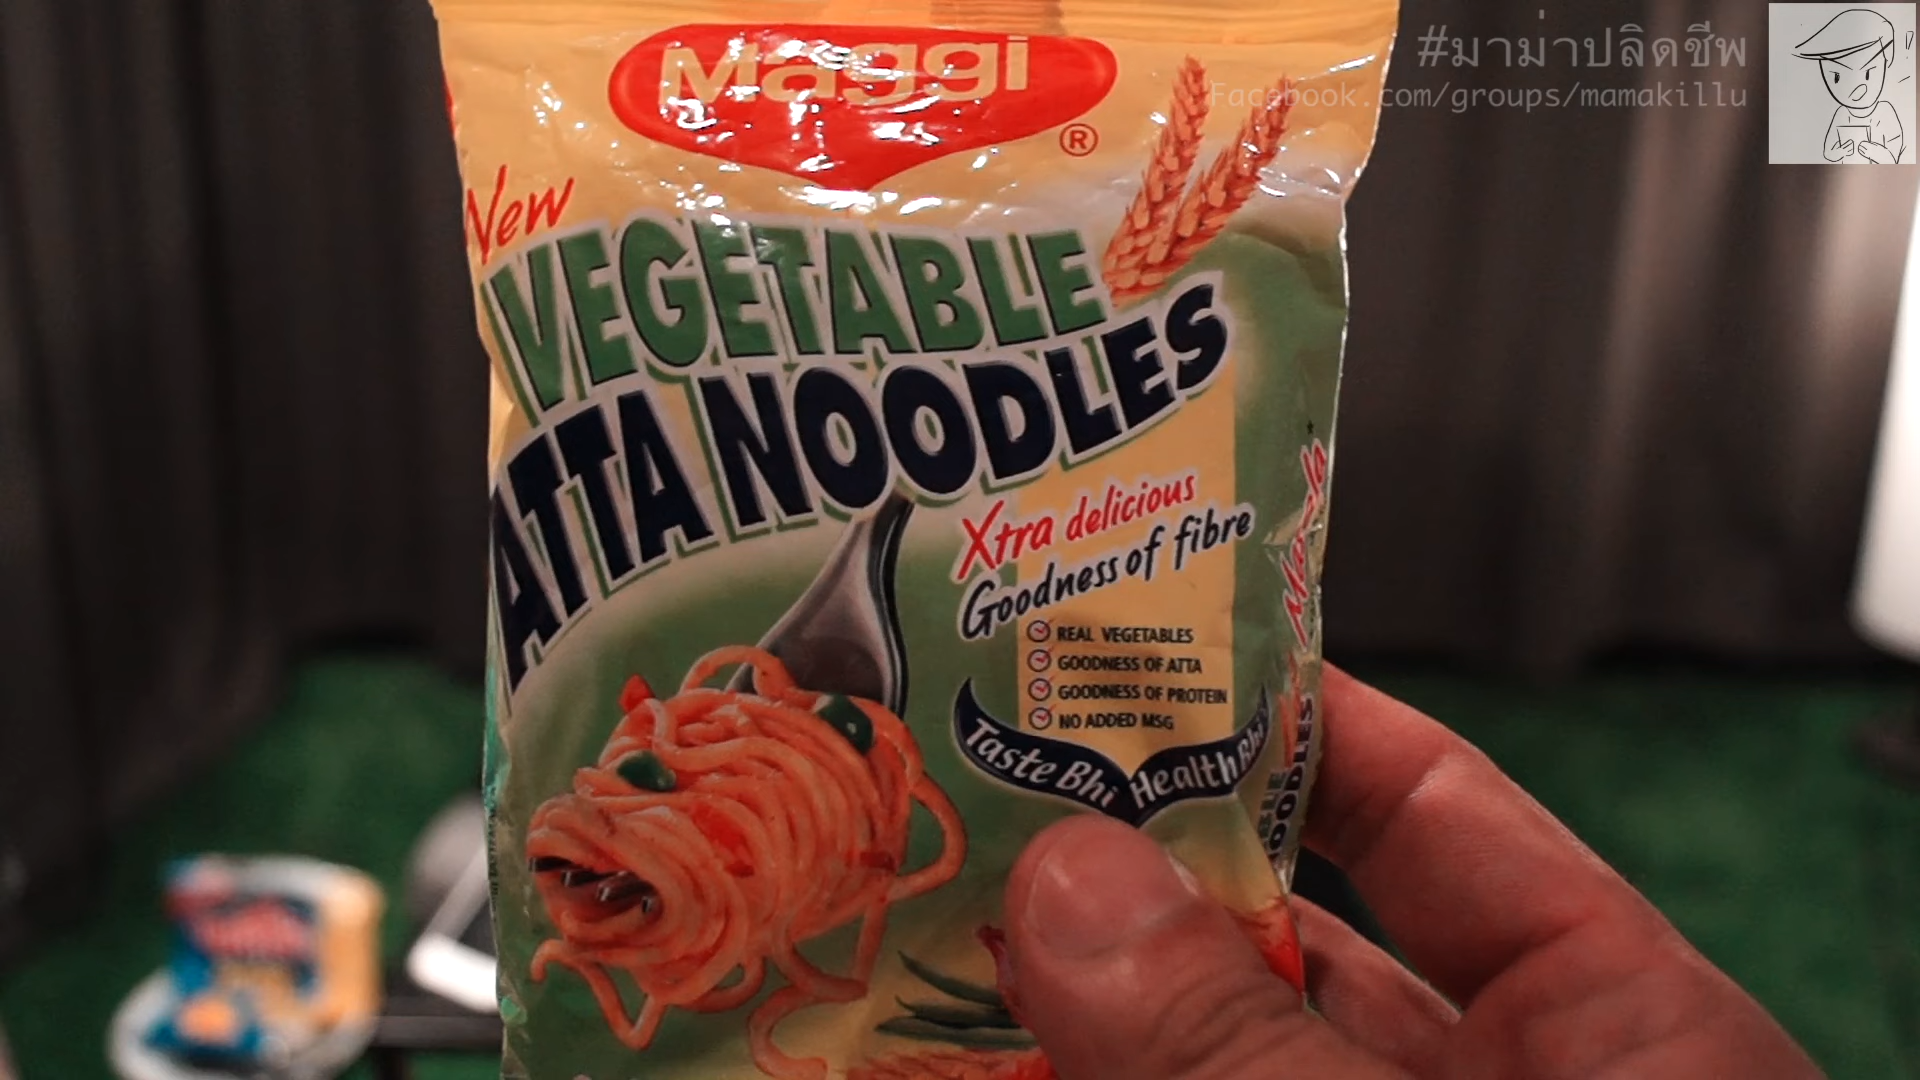 #มาม่าปลิดชีพ
Facebook.com/groups/mamakillu
Maggi
®
New
VEGETABLE
ATTA NOODLES
Xtra delicious
Goodness of fibre
REAL VEGETABLES
GOODNESS OF ATTA
GOODNESS OF PROTEIN
NO ADDED MSG
Taste Bhi Health Bhi
NOODLES